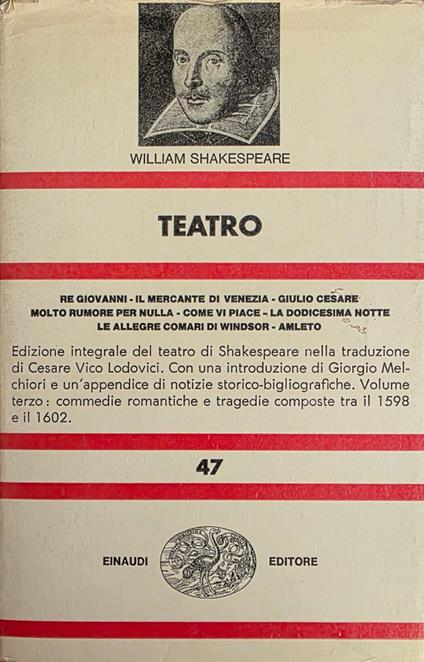 WILLIAM SHAKESPEARE
TEATRO
RE GIOVANNI - IL MERCANTE DI VENEZIA - GIULIO CESARE
MOLTO RUMORE PER NULLA - COME VI PIACE - LA DODICESIMA NOTTE
LE ALLEGRE COMARI DI WINDSOR - AMLETO
Edizione integrale del teatro di Shakespeare nella traduzione
di Cesare Vico Lodovici. Con una introduzione di Giorgio Mel-
chiori e un'appendice di notizie storico-bigliografiche. Volume
terzo: commedie romantiche e tragedie composte tra il 1598
e il 1602.
47
EINAUDI EDITORE